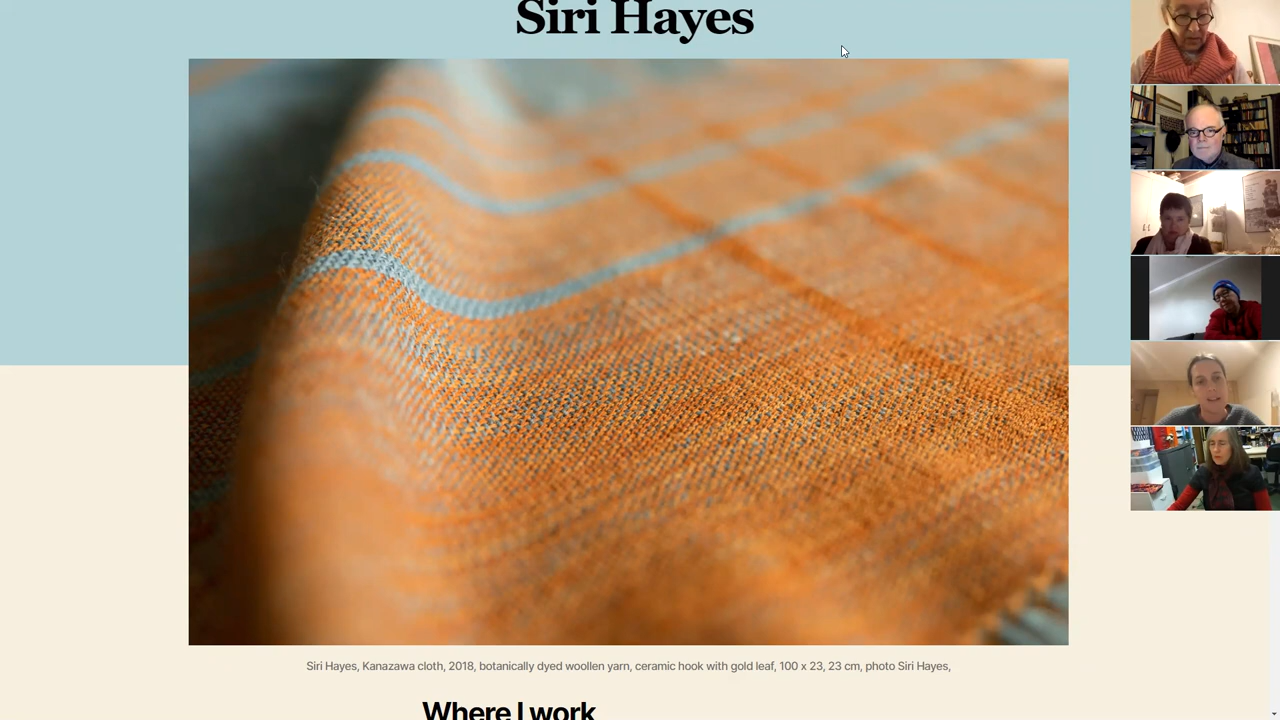 Siri Hayes
Siri Hayes, Kanazawa cloth, 2018, botanically dyed woollen yarn, ceramic hook with gold leaf, 100 x 23, 23 cm, photo Siri Hayes,
Where I work